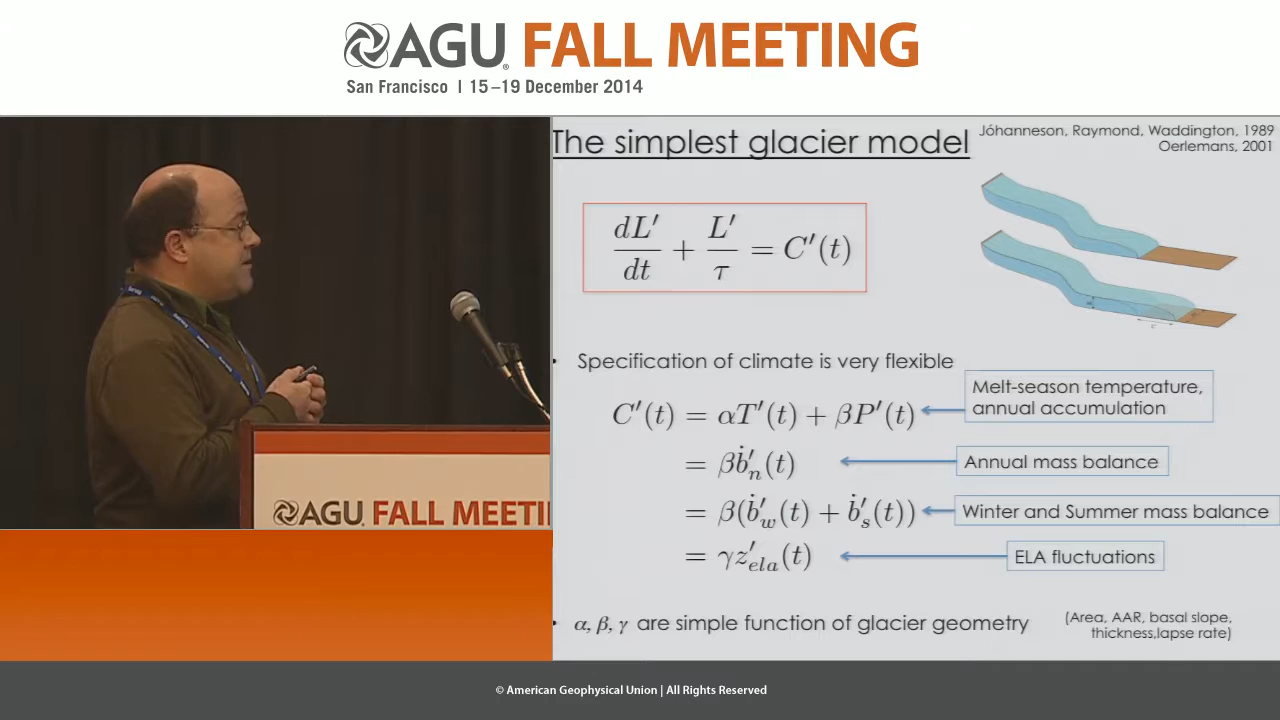 AGU FALL MEETING
San Francisco | 15–19 December 2014
The simplest glacier model
Jóhanneson, Raymond, Waddington, 1989
Oerlemans, 2001
dL′/dt + L′/τ = C′(t)
• Specification of climate is very flexible
C′(t) = αT′(t) + βP′(t)
Melt-season temperature,
annual accumulation
= βḃ′ₙ(t)
Annual mass balance
= β(ḃ′_w(t) + ḃ′_s(t))
Winter and Summer mass balance
= γz′_ela(t)
ELA fluctuations
• α, β, γ are simple function of glacier geometry
(Area, AAR, basal slope,
thickness,lapse rate)
AGU FALL MEETI
© American Geophysical Union | All Rights Reserved